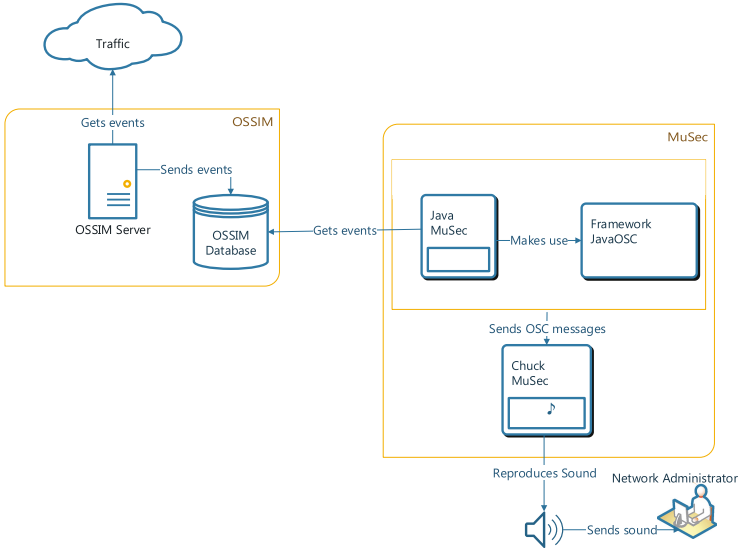 Traffic
Gets events
OSSIM
Sends events
OSSIM Server
OSSIM
Database
Gets events
MuSec
Java
MuSec
Makes use
Framework
JavaOSC
Sends OSC messages
Chuck
MuSec
Reproduces Sound
Network Administrator
Sends sound